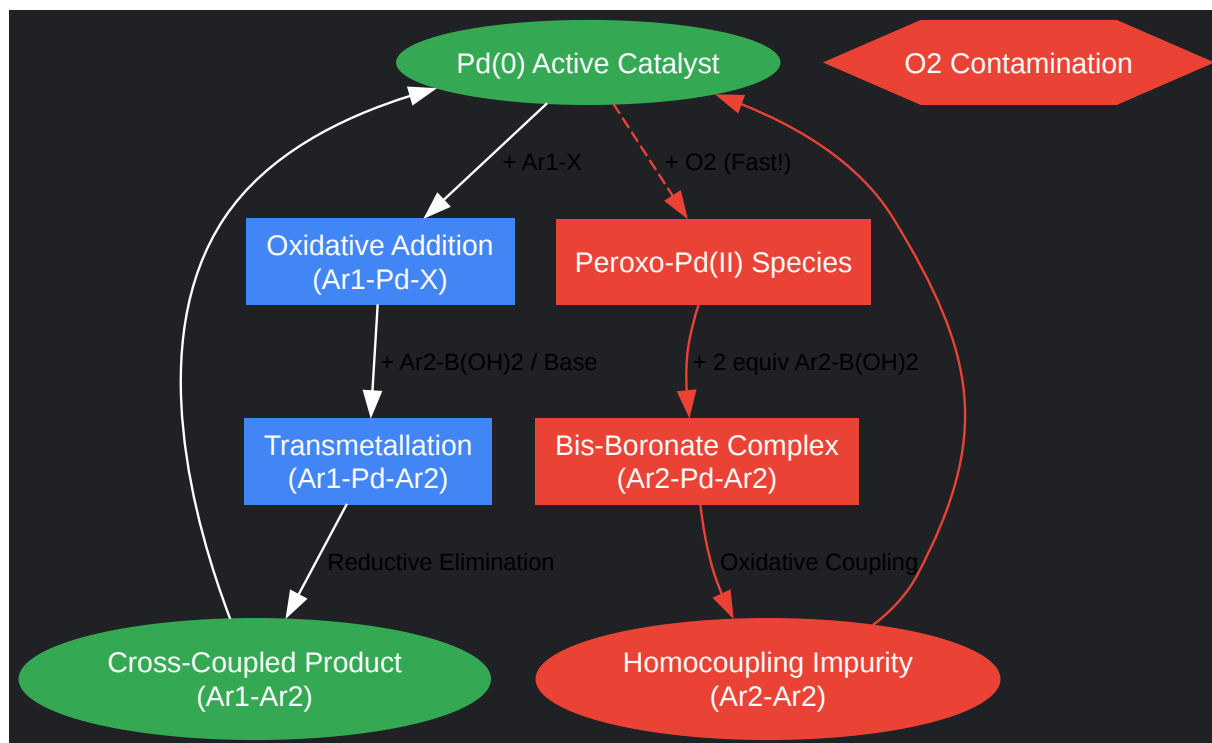 Pd(0) Active Catalyst
O2 Contamination
+ Ar1-X
+ O2 (Fast!)
Oxidative Addition
(Ar1-Pd-X)
Peroxo-Pd(II) Species
+ Ar2-B(OH)2 / Base
+ 2 equiv Ar2-B(OH)2
Transmetallation
(Ar1-Pd-Ar2)
Bis-Boronate Complex
(Ar2-Pd-Ar2)
Reductive Elimination
Oxidative Coupling
Cross-Coupled Product
(Ar1-Ar2)
Homocoupling Impurity
(Ar2-Ar2)